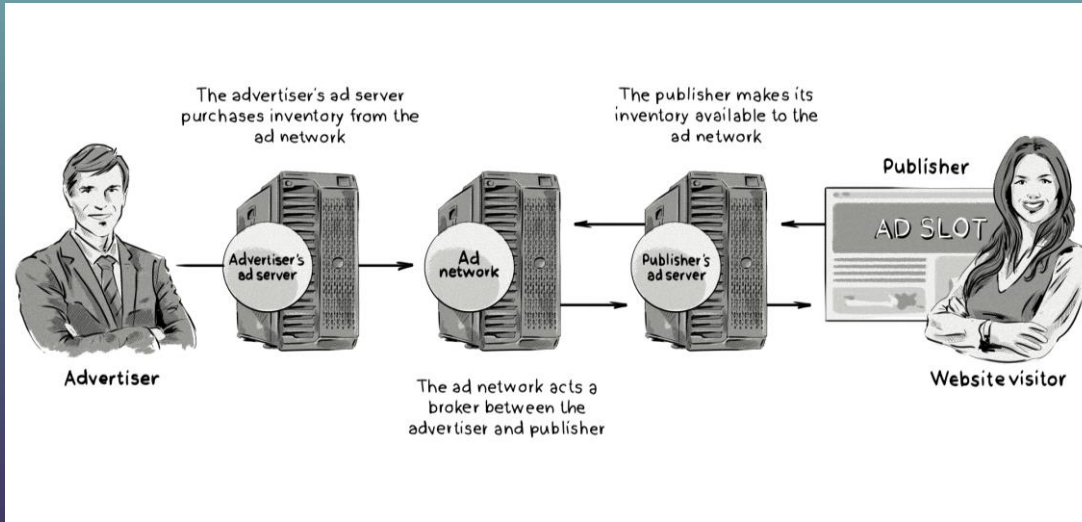 The advertiser's ad server
purchases inventory from the
ad network
The publisher makes its
inventory available to the
ad network
Publisher
AD SLOT
Advertiser's
ad server
Ad
network
Publisher's
ad server
Advertiser
Website visitor
The ad network acts a
broker between the
advertiser and publisher